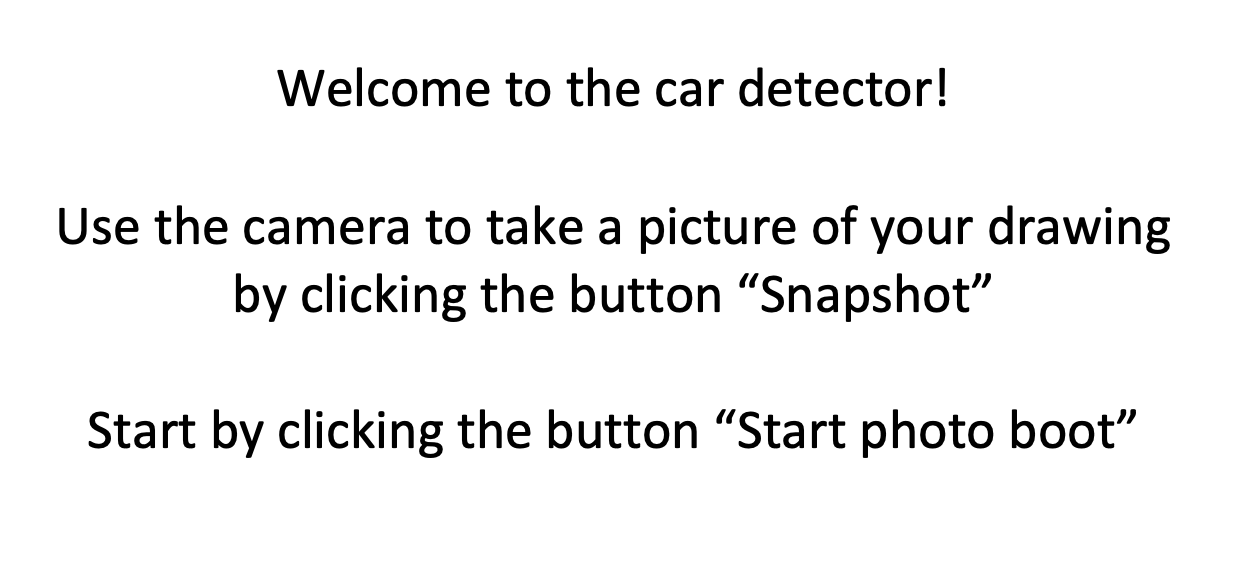 Welcome to the car detector!
Use the camera to take a picture of your drawing
by clicking the button “Snapshot”
Start by clicking the button “Start photo boot”